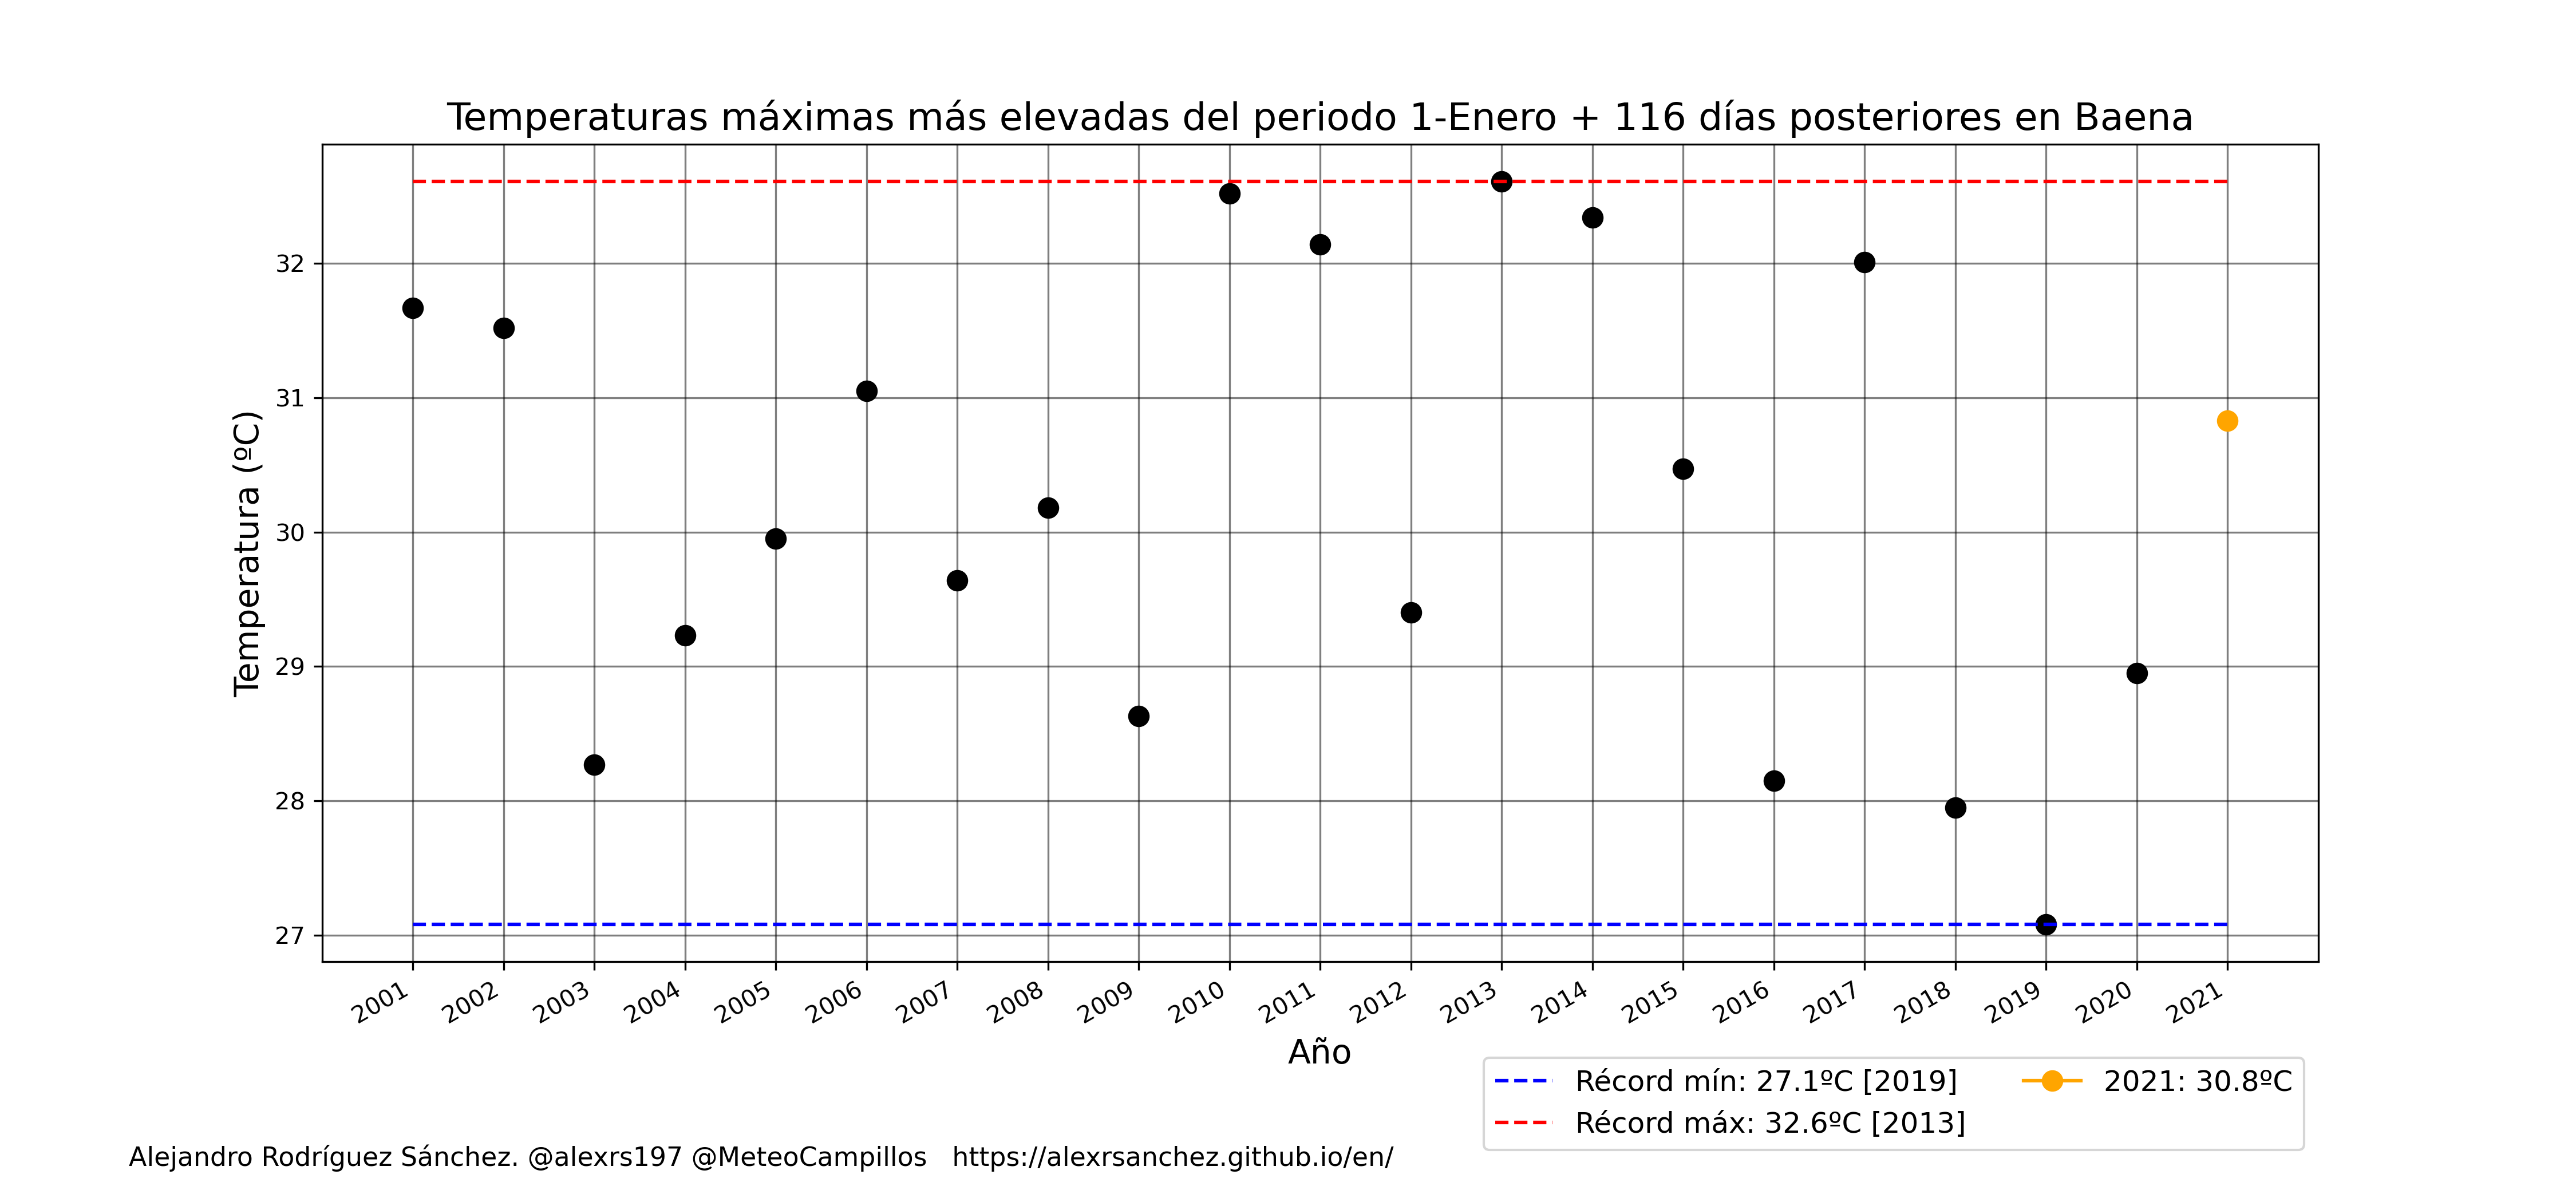 Temperaturas máximas más elevadas del periodo 1-Enero + 116 días posteriores en Baena
Temperatura (ºC)
32
31
30
29
28
27
2001 2002 2003 2004 2005 2006 2007 2008 2009 2010 2011 2012 2013 2014 2015 2016 2017 2018 2019 2020 2021
Año
Récord mín: 27.1ºC [2019]
Récord máx: 32.6ºC [2013]
2021: 30.8ºC
Alejandro Rodríguez Sánchez. @alexrs197 @MeteoCampillos https://alexrsanchez.github.io/en/